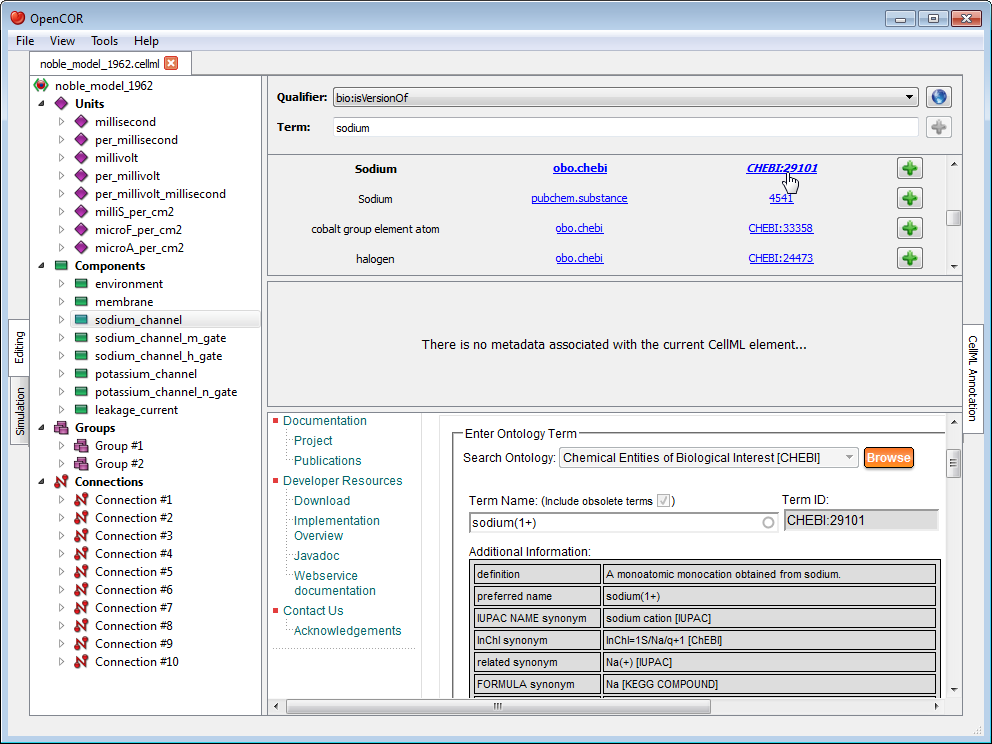 OpenCOR
File View Tools Help
noble_model_1962.cellml
Editing
Simulation
noble_model_1962
Units
millisecond
per_millisecond
millivolt
per_millivolt
per_millivolt_millisecond
milliS_per_cm2
microF_per_cm2
microA_per_cm2
Components
environment
membrane
sodium_channel
sodium_channel_m_gate
sodium_channel_h_gate
potassium_channel
potassium_channel_n_gate
leakage_current
Groups
Group #1
Group #2
Connections
Connection #1
Connection #2
Connection #3
Connection #4
Connection #5
Connection #6
Connection #7
Connection #8
Connection #9
Connection #10
Qualifier: bio:isVersionOf
Term: sodium
Sodium obo.chebi CHEBI:29101
Sodium pubchem.substance 4541
cobalt group element atom obo.chebi CHEBI:33358
halogen obo.chebi CHEBI:24473
There is no metadata associated with the current CellML element...
Documentation
Project
Publications
Developer Resources
Download
Implementation
Overview
Javadoc
Webservice
documentation
Contact Us
Acknowledgements
Enter Ontology Term
Search Ontology: Chemical Entities of Biological Interest [CHEBI] Browse
Term Name: (Include obsolete terms ) Term ID:
sodium(1+) CHEBI:29101
Additional Information:
definition A monoatomic monocation obtained from sodium.
preferred name sodium(1+)
IUPAC NAME synonym sodium cation [IUPAC]
InChI synonym InChI=1S/Na/q+1 [ChEBI]
related synonym Na(+) [IUPAC]
FORMULA synonym Na [KEGG COMPOUND]
CellML Annotation